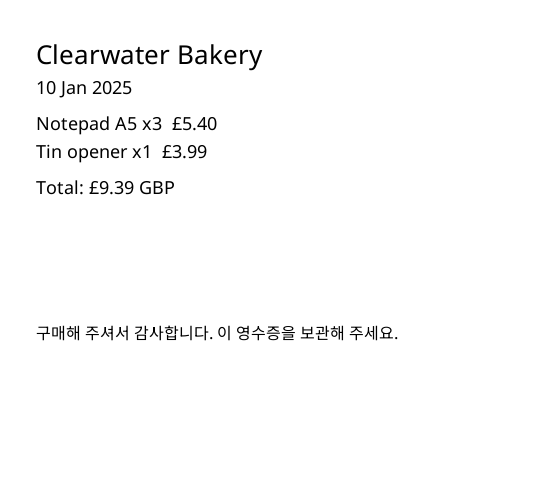 Clearwater Bakery
10 Jan 2025
Notepad A5 x3  £5.40
Tin opener x1  £3.99
Total: £9.39 GBP
구매해 주셔서 감사합니다. 이 영수증을 보관해 주세요.